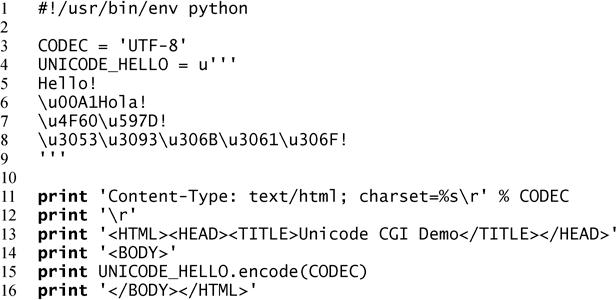 1 #!/usr/bin/env python
2
3 CODEC = 'UTF-8'
4 UNICODE_HELLO = u'''
5 Hello!
6 \u00A1Hola!
7 \u4F60\u597D!
8 \u3053\u3093\u306B\u3061\u306F!
9 '''
10
11 print 'Content-Type: text/html; charset=%s\r' % CODEC
12 print '\r'
13 print '<HTML><HEAD><TITLE>Unicode CGI Demo</TITLE></HEAD>'
14 print '<BODY>'
15 print UNICODE_HELLO.encode(CODEC)
16 print '</BODY></HTML>'